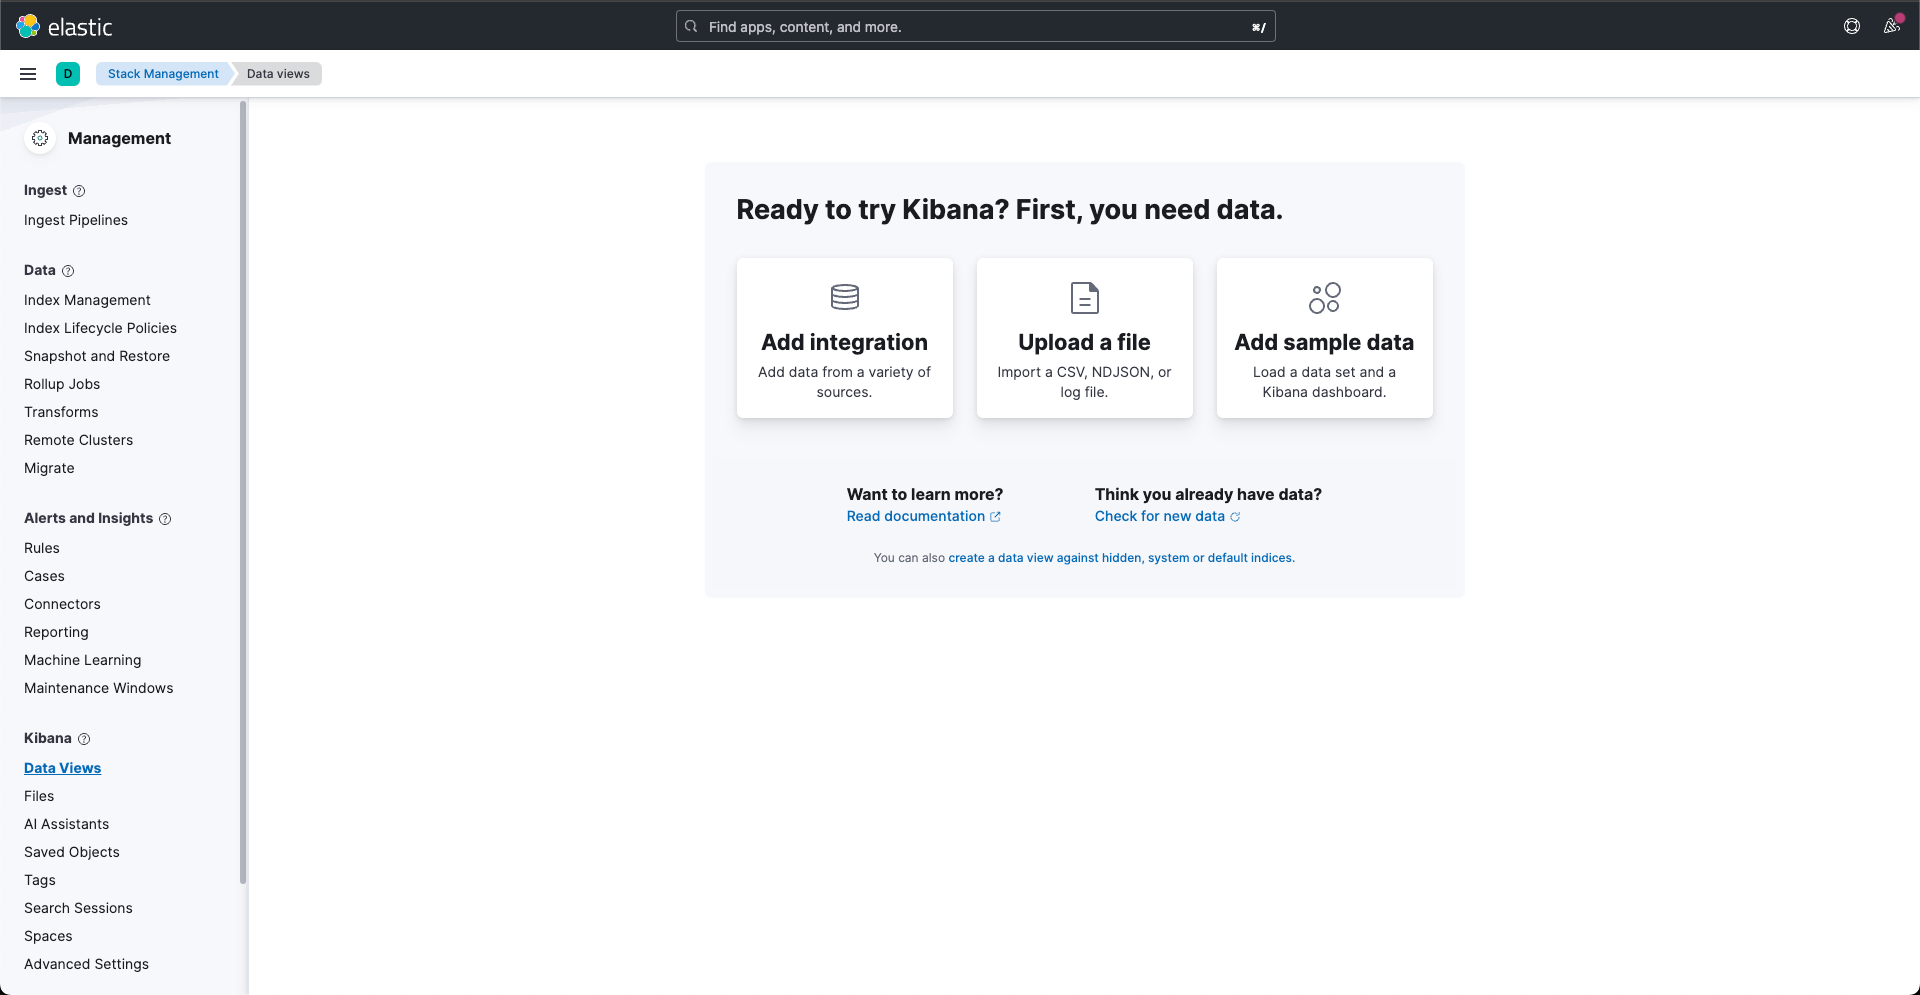 elastic
Find apps, content, and more.
⌘/
D
Stack Management
Data views
Management
Ingest
Ingest Pipelines
Data
Index Management
Index Lifecycle Policies
Snapshot and Restore
Rollup Jobs
Transforms
Remote Clusters
Migrate
Alerts and Insights
Rules
Cases
Connectors
Reporting
Machine Learning
Maintenance Windows
Kibana
Data Views
Files
AI Assistants
Saved Objects
Tags
Search Sessions
Spaces
Advanced Settings
Ready to try Kibana? First, you need data.
Add integration
Add data from a variety of
sources.
Upload a file
Import a CSV, NDJSON, or
log file.
Add sample data
Load a data set and a
Kibana dashboard.
Want to learn more?
Read documentation
Think you already have data?
Check for new data
You can also create a data view against hidden, system or default indices.